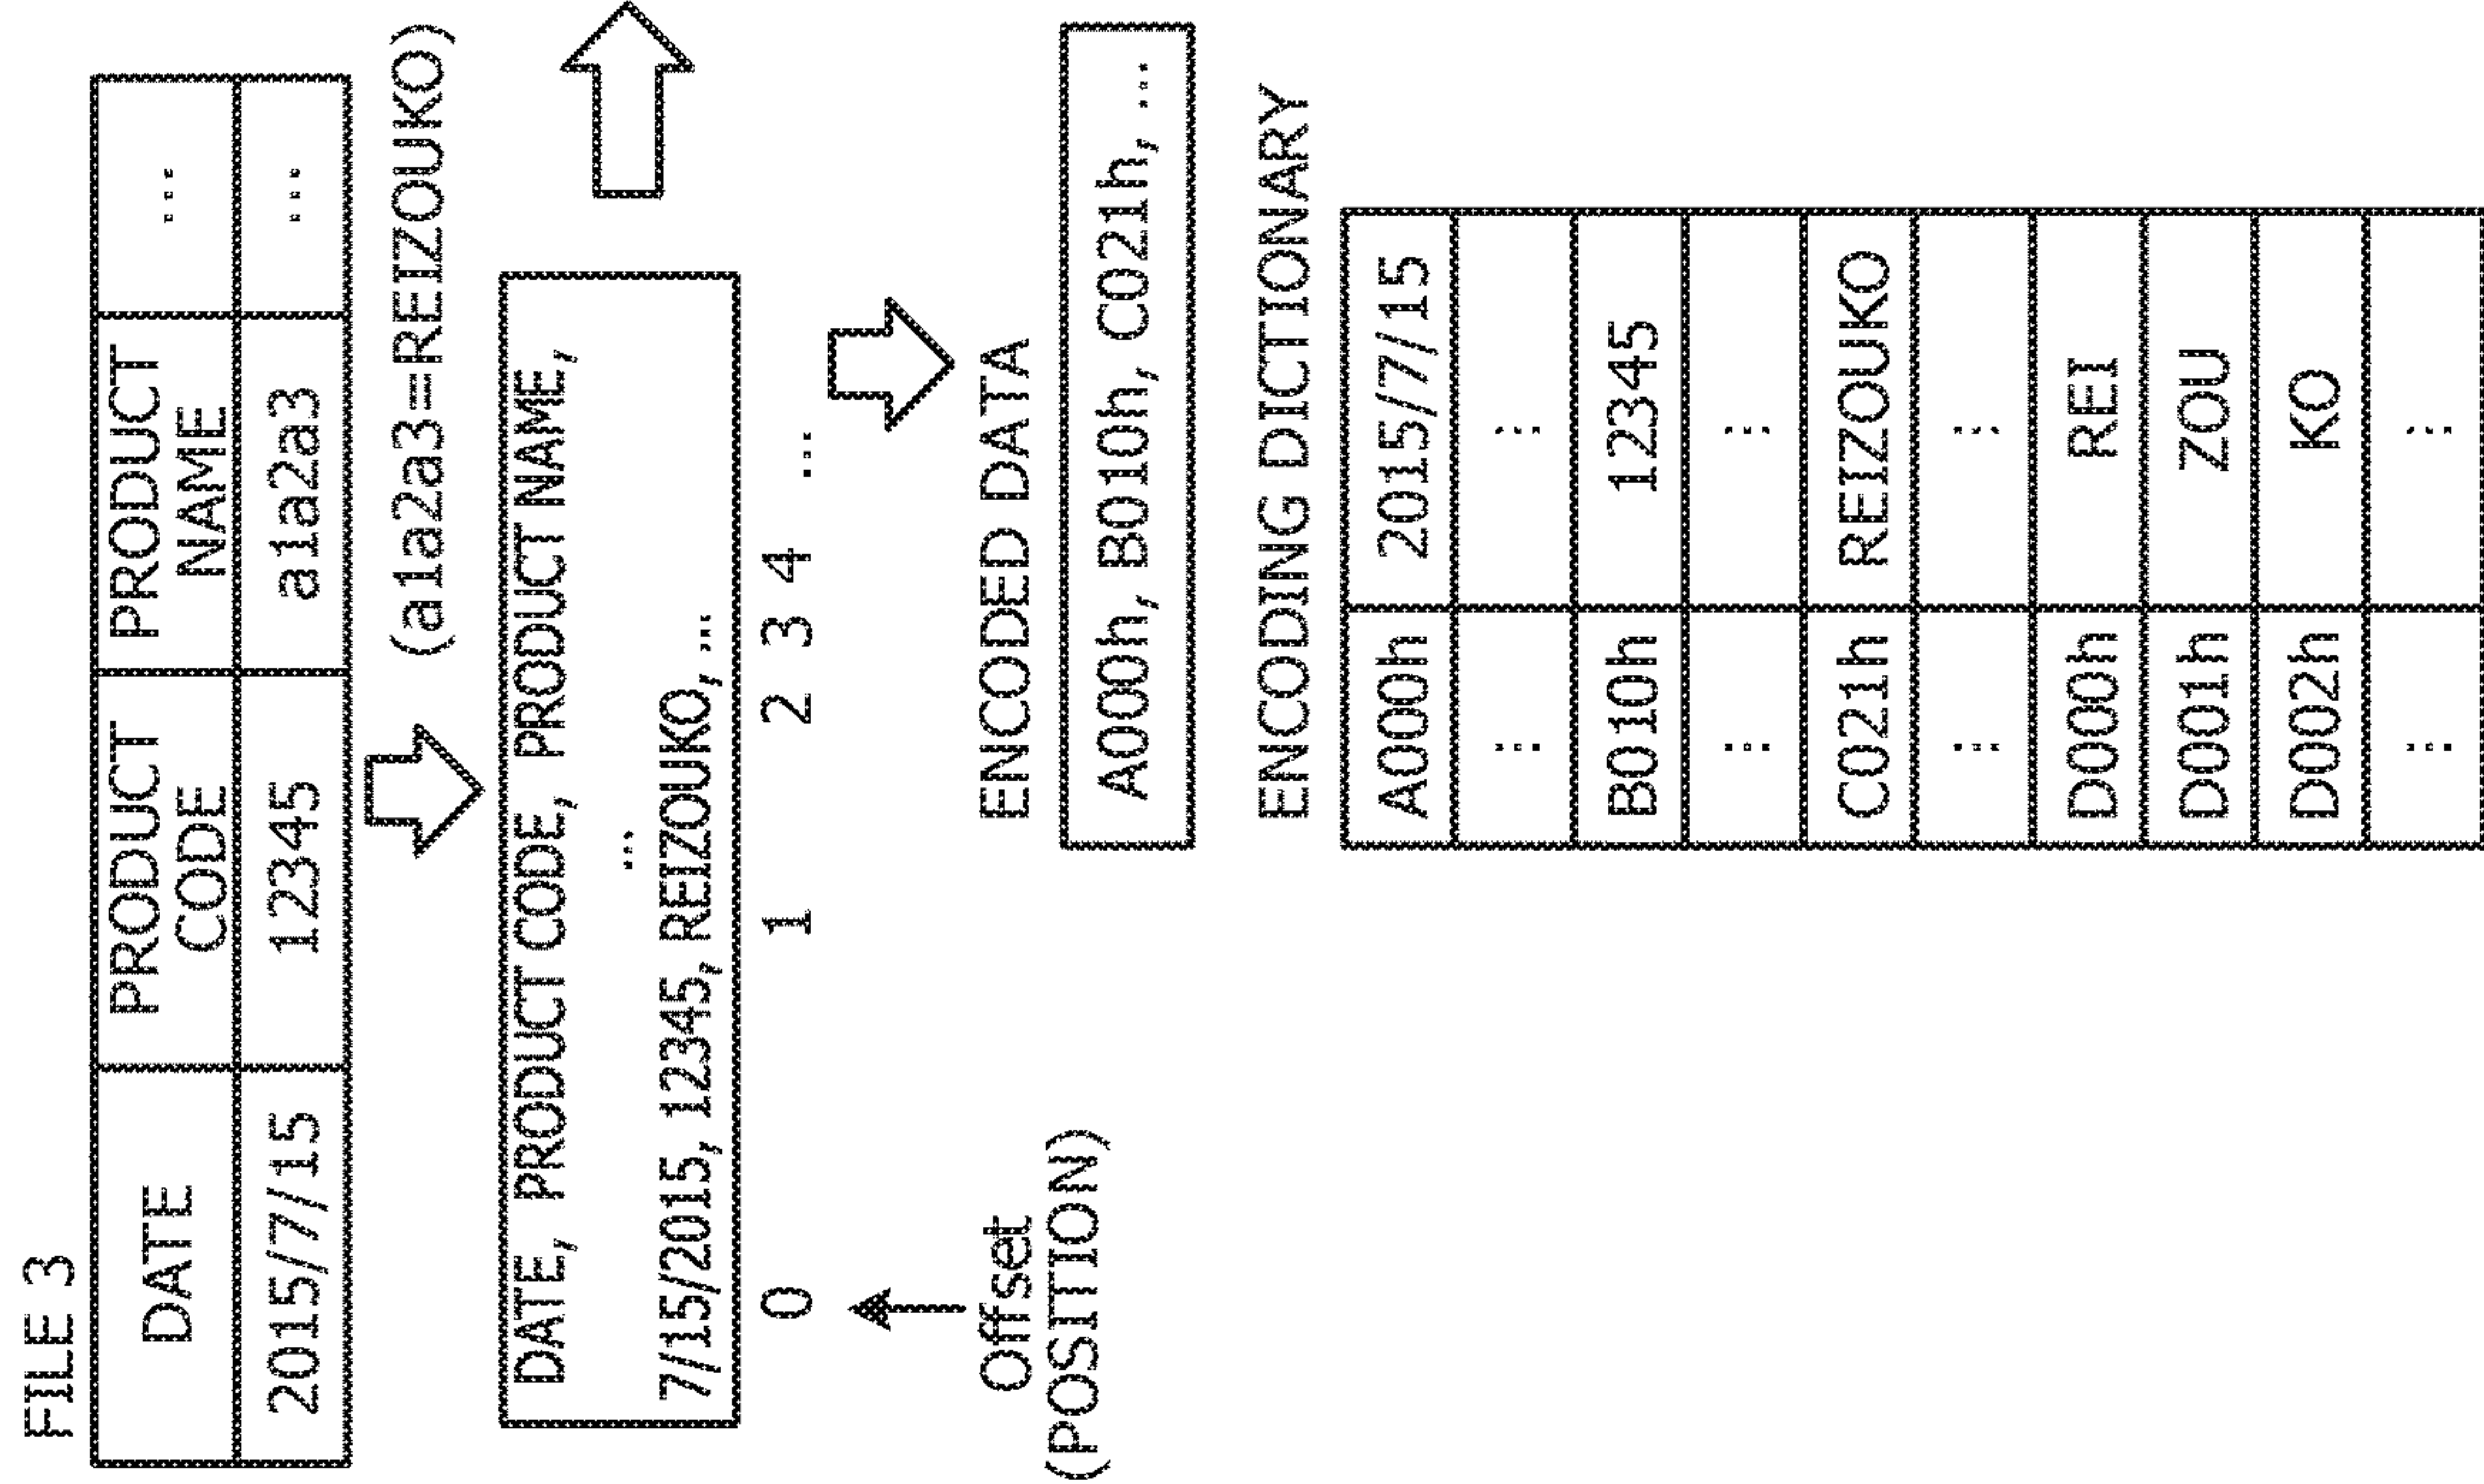 FILE 3
DATE PRODUCT CODE PRODUCT NAME ...
2015/7/15 12345 a1a2a3 ...
(a1a2a3=REIZOUKO)
DATE, PRODUCT CODE, PRODUCT NAME,
...
7/15/2015, 12345, REIZOUKO, ...
0 1 2 3 4 ...
Offset
(POSITION)
ENCODED DATA
A000h, B010h, C021h, ...
ENCODING DICTIONARY
A000h 2015/7/15
⋮ ⋮
B010h 12345
⋮ ⋮
C021h REIZOUKO
⋮ ⋮
D000h REI
D001h ZOU
D002h KO
⋮ ⋮